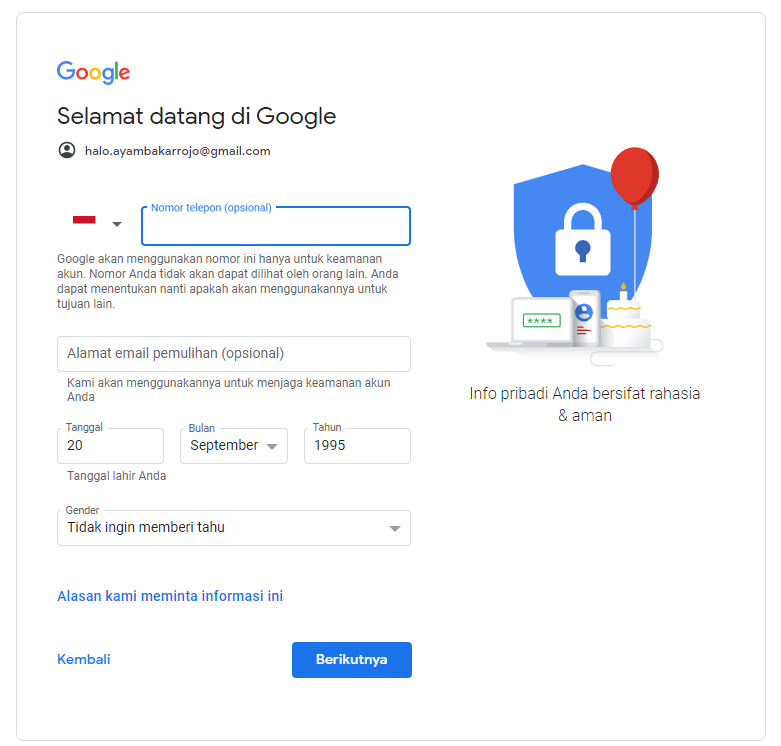 Google
Selamat datang di Google
halo.ayambakarrojo@gmail.com
Nomor telepon (opsional)
Google akan menggunakan nomor ini hanya untuk keamanan
akun. Nomor Anda tidak akan dapat dilihat oleh orang lain. Anda
dapat menentukan nanti apakah akan menggunakannya untuk
tujuan lain.
Alamat email pemulihan (opsional)
Kami akan menggunakannya untuk menjaga keamanan akun
Anda
Tanggal Bulan Tahun
20 September 1995
Tanggal lahir Anda
Gender
Tidak ingin memberi tahu
Alasan kami meminta informasi ini
Kembali Berikutnya
****
Info pribadi Anda bersifat rahasia
& aman